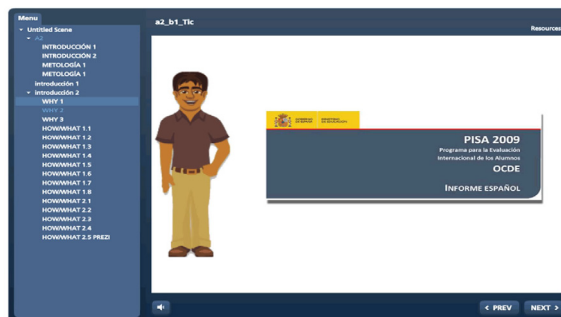 Menu
Untitled Scene
A2
INTRODUCCIÓN 1
INTRODUCCIÓN 2
METOLOGÍA 1
METOLOGÍA 1
Introducción 1
Introducción 2
WHY 1
WHY 2
WHY 3
HOW/WHAT 1.1
HOW/WHAT 1.2
HOW/WHAT 1.3
HOW/WHAT 1.4
HOW/WHAT 1.5
HOW/WHAT 1.6
HOW/WHAT 1.7
HOW/WHAT 1.8
HOW/WHAT 2.1
HOW/WHAT 2.2
HOW/WHAT 2.3
HOW/WHAT 2.4
HOW/WHAT 2.5 PREZI
a2_b1_Tic
Resources
PISA 2009
Programa para la Evaluación
Internacional de los Alumnos
OCDE
INFORME ESPAÑOL
< PREV
NEXT >